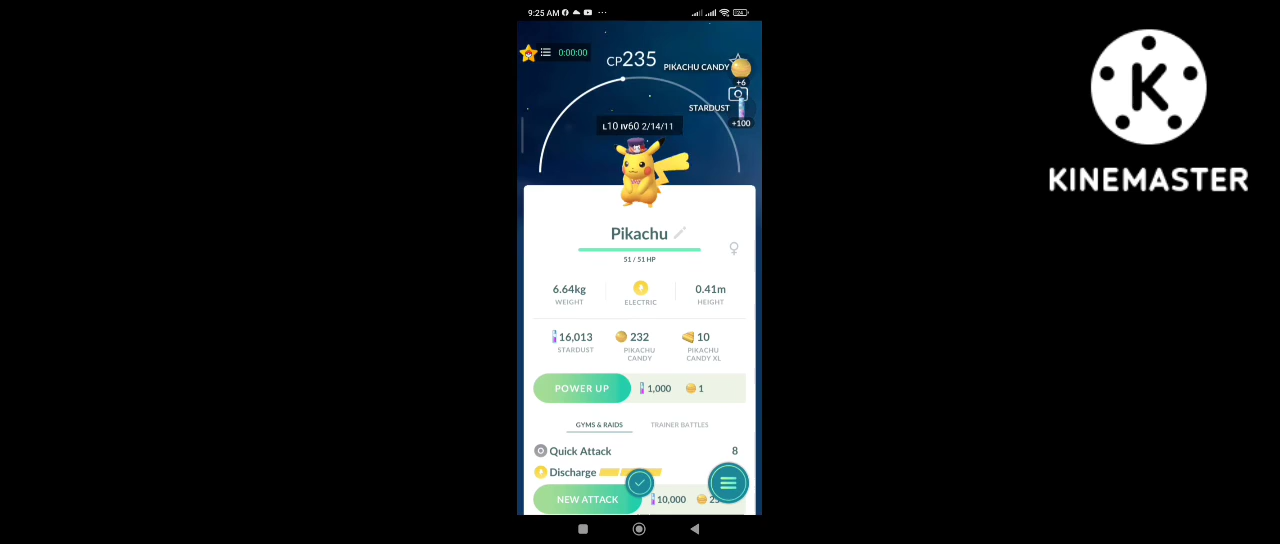 9:25 AM
0:00:00
CP235
PIKACHU CANDY
+6
STARDUST
+100
L10 IV60 2/14/11
Pikachu
51 / 51 HP
6.64kg
WEIGHT
ELECTRIC
0.41m
HEIGHT
16,013
STARDUST
232
PIKACHU
CANDY
10
PIKACHU
CANDY XL
POWER UP 1,000 1
GYMS & RAIDS TRAINER BATTLES
Quick Attack 8
Discharge
NEW ATTACK 10,000
K
KINEMASTER